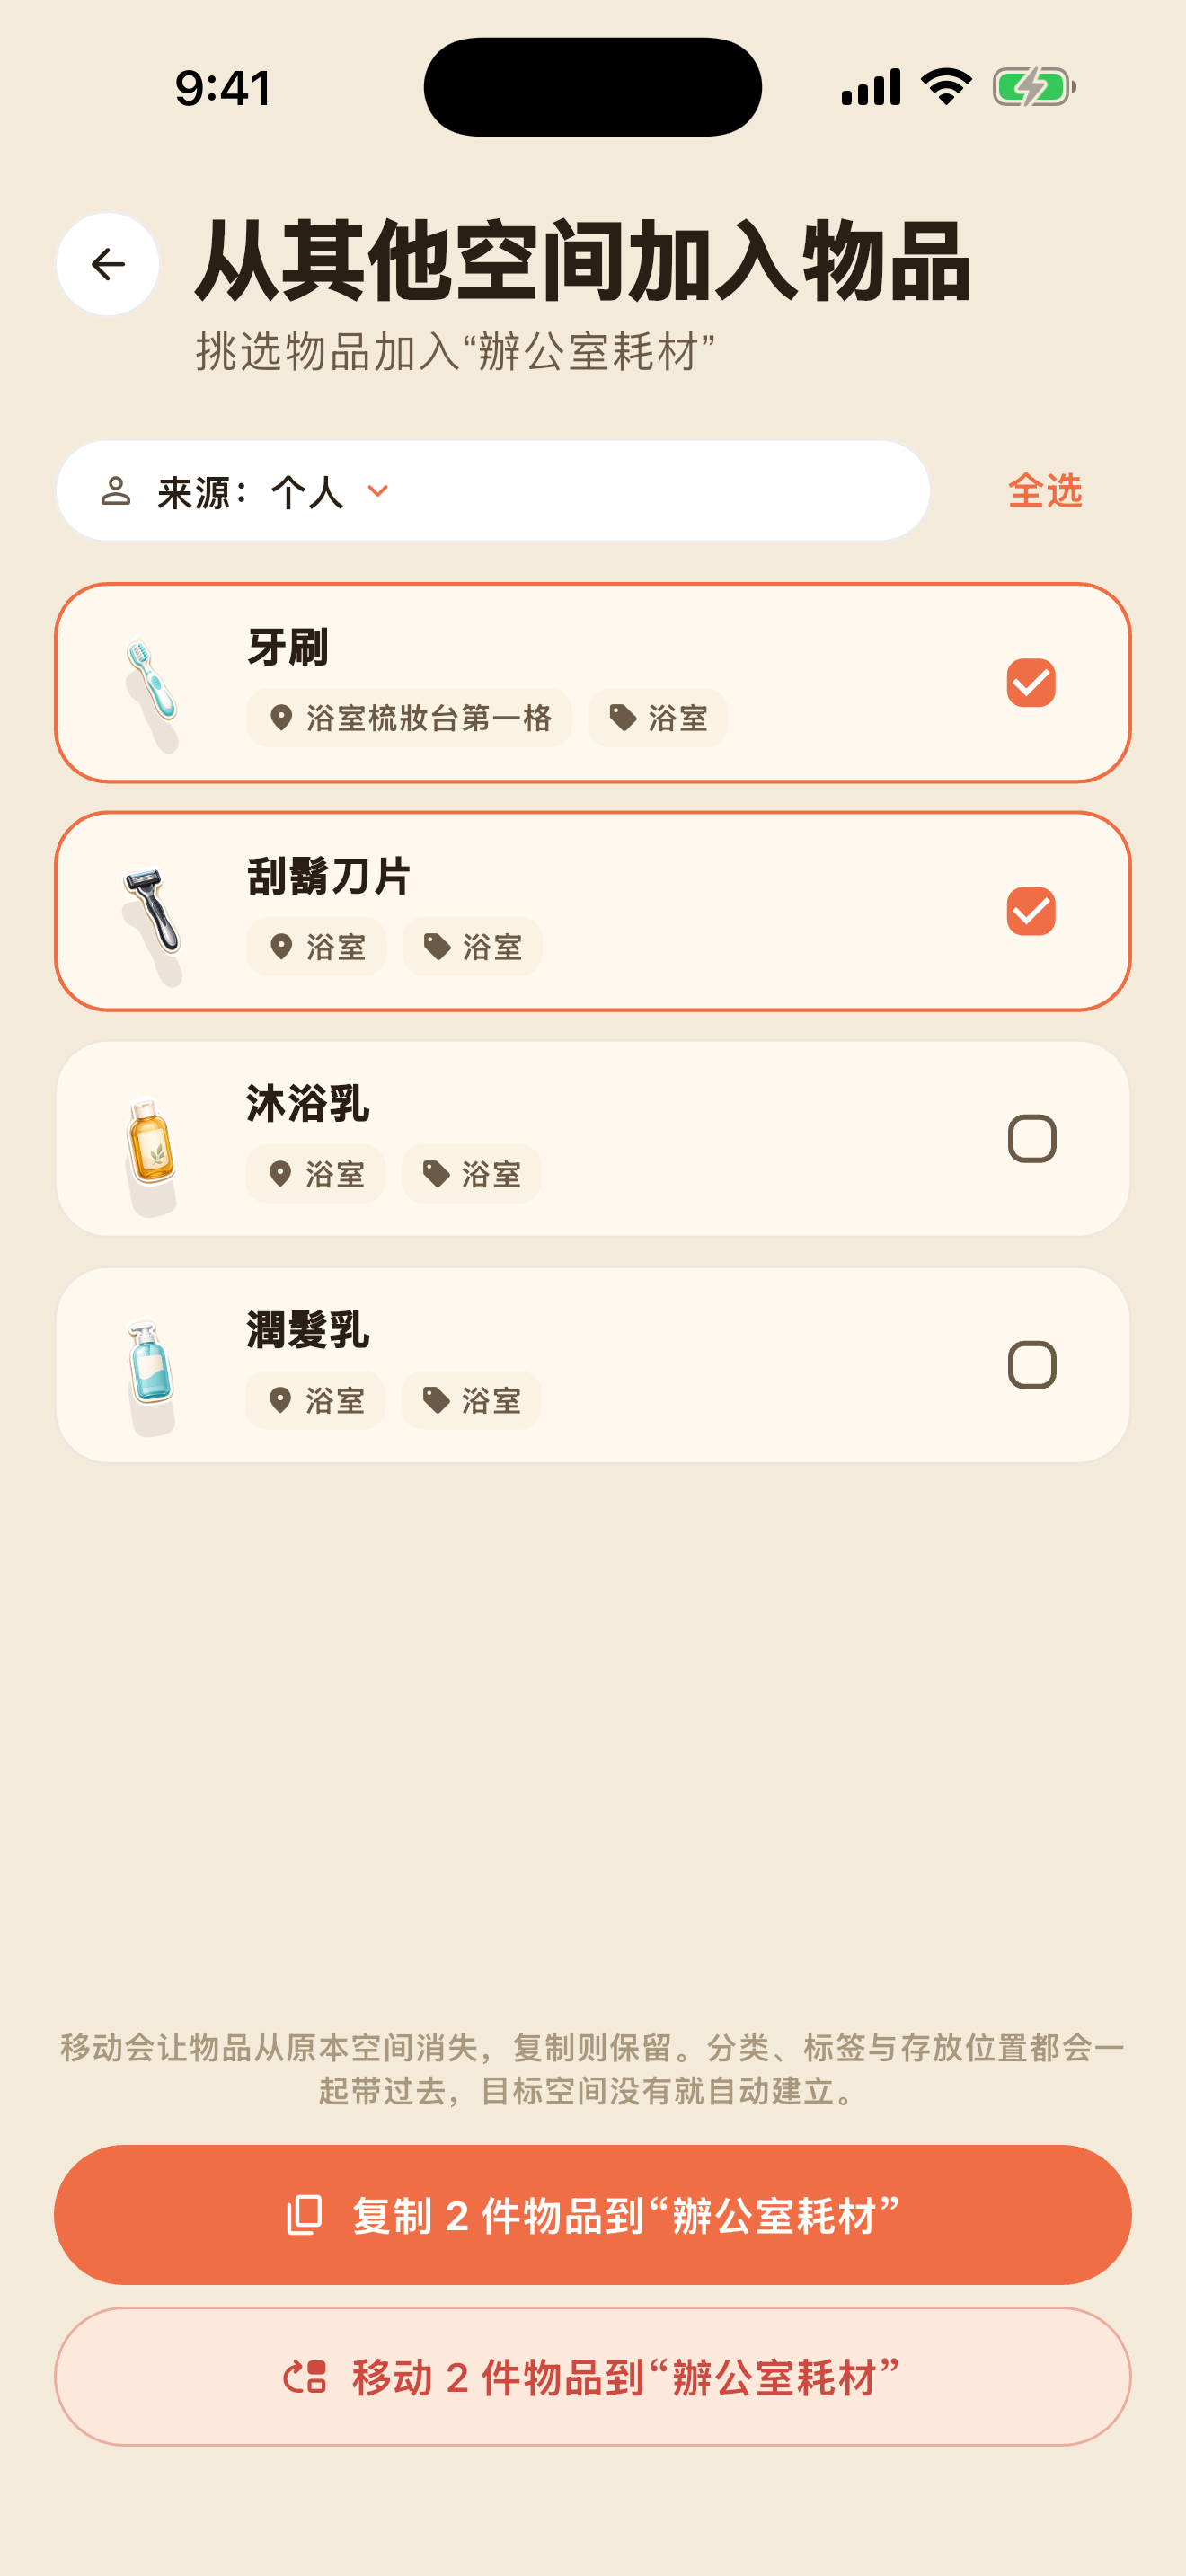 9:41
从其他空间加入物品
挑选物品加入“辦公室耗材”
来源：个人
全选
牙刷
浴室梳妝台第一格
浴室
刮鬍刀片
浴室
浴室
沐浴乳
浴室
浴室
潤髮乳
浴室
浴室
移动会让物品从原本空间消失，复制则保留。分类、标签与存放位置都会一
起带过去，目标空间没有就自动建立。
复制 2 件物品到“辦公室耗材”
移动 2 件物品到“辦公室耗材”